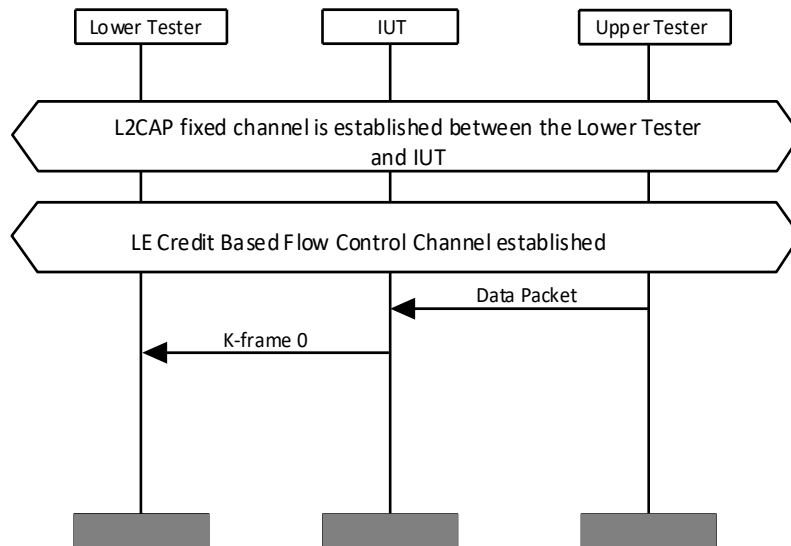 Lower Tester
IUT
Upper Tester
L2CAP fixed channel is established between the Lower Tester
and IUT
LE Credit Based Flow Control Channel established
Data Packet
K-frame 0